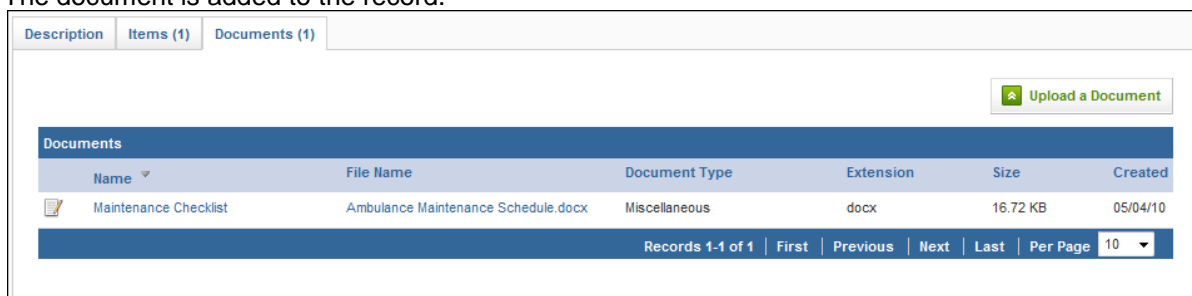 The document is added to the record.
Description Items (1) Documents (1)
Upload a Document
Documents
Name File Name Document Type Extension Size Created
Maintenance Checklist Ambulance Maintenance Schedule.docx Miscellaneous docx 16.72 KB 05/04/10
Records 1-1 of 1 | First | Previous | Next | Last | Per Page 10